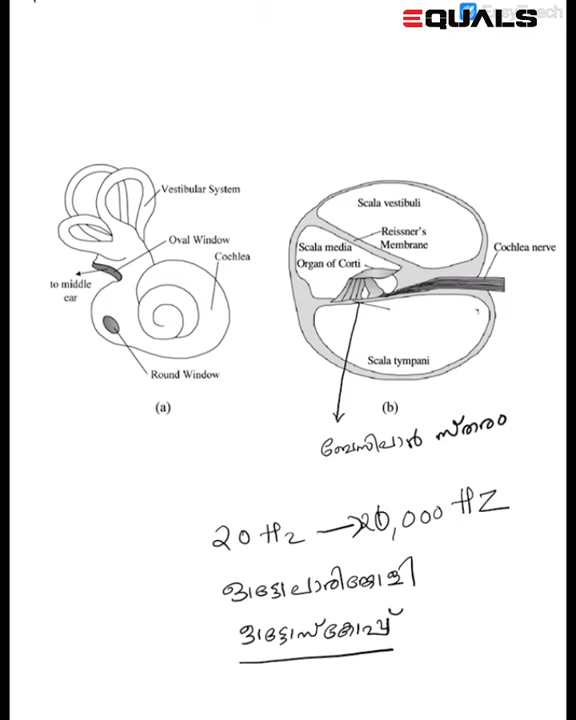 EQUALS
Vestibular System
Oval Window
Cochlea
to middle
ear
Round Window
(a)
Scala vestibuli
Reissner's
Membrane
Scala media
Organ of Corti
Cochlea nerve
Scala tympani
(b)
ബേസിലാർ സ്തരം
20 Hz → 20,000 HZ
ഓട്ടോലാരിങ്കോളജി
ഓട്ടോസ്കോപ്പ്